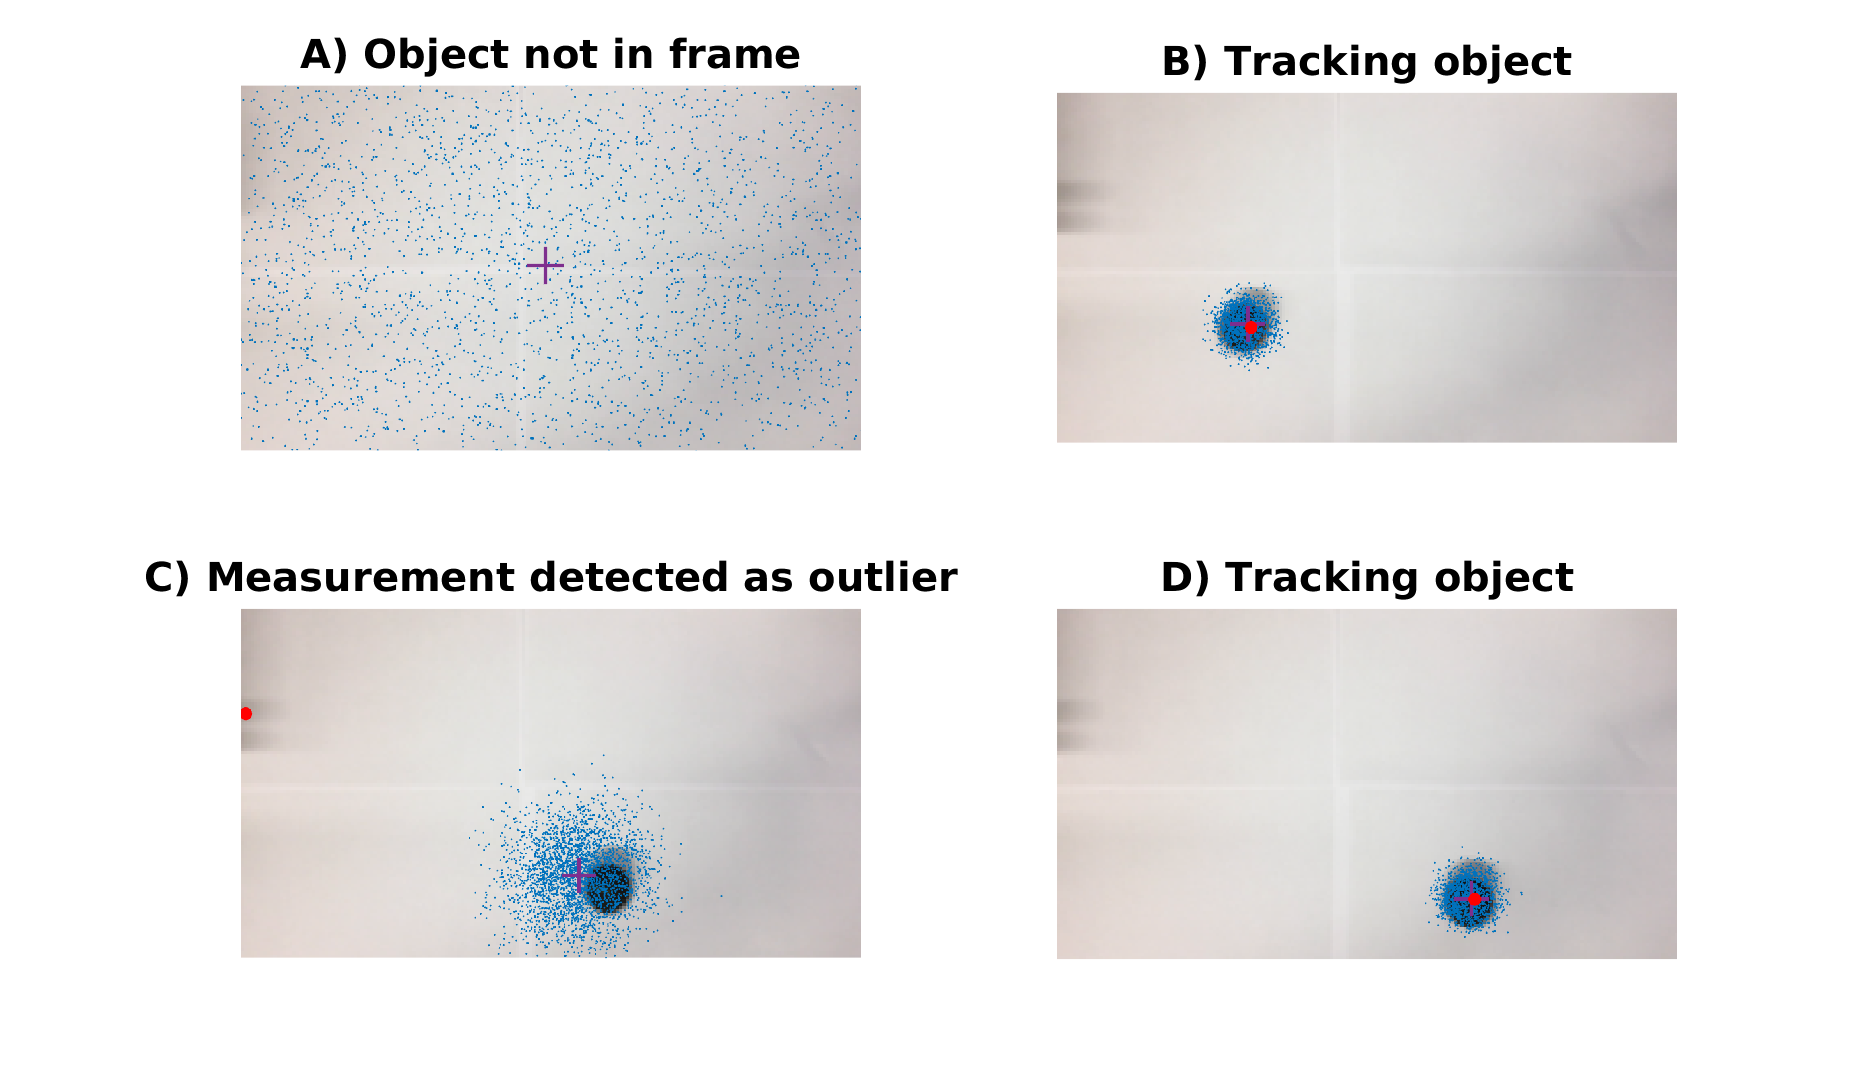 A) Object not in frame
B) Tracking object
C) Measurement detected as outlier
D) Tracking object